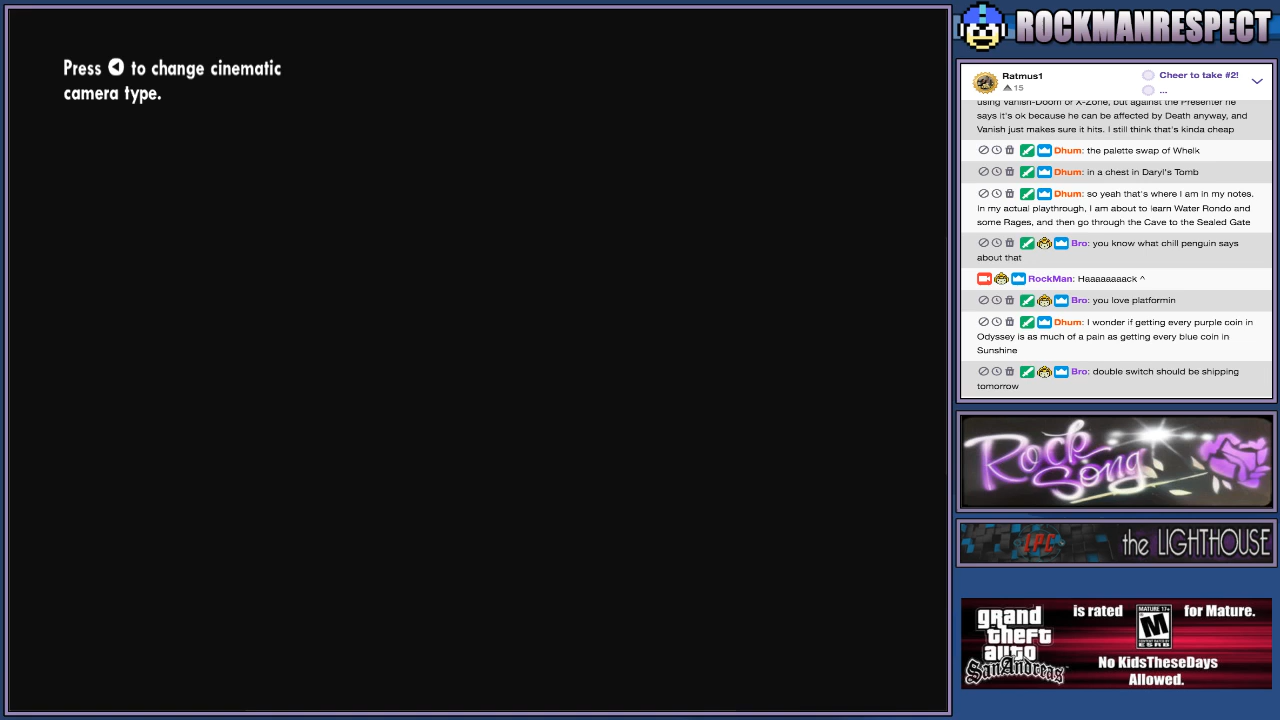 Press to change cinematic
camera type.
ROCKMANRESPECT
Ratmus1
15
Cheer to take #2!
...
using Vanish-Doom or X-Zone, but against the Presenter he
says it's ok because he can be affected by Death anyway, and
Vanish just makes sure it hits. I still think that's kinda cheap
Dhum: the palette swap of Whelk
Dhum: in a chest in Daryl's Tomb
Dhum: so yeah that's where I am in my notes.
In my actual playthrough, I am about to learn Water Rondo and
some Rages, and then go through the Cave to the Sealed Gate
Bro: you know what chill penguin says
about that
RockMan: Haaaaaaaack ^
Bro: you love platformin
Dhum: I wonder if getting every purple coin in
Odyssey is as much of a pain as getting every blue coin in
Sunshine
Bro: double switch should be shipping
tomorrow
Rock
Song
LPC
the LIGHTHOUSE
grand
theft
auto
SanAndreas
is rated
MATURE 17+
M
ESRB
for Mature.
No KidsTheseDays
Allowed.